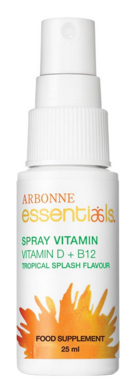 ARBONNE
essentials.
SPRAY VITAMIN
VITAMIN D + B12
TROPICAL SPLASH FLAVOUR
FOOD SUPPLEMENT
25 ml